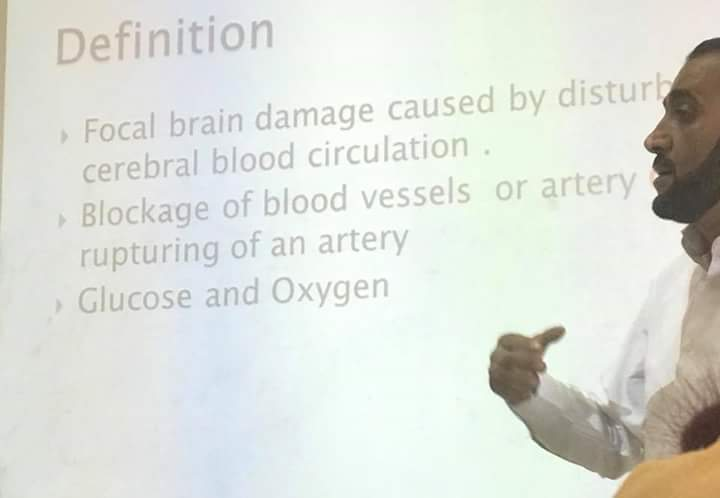 Definition
Focal brain damage caused by disturb
cerebral blood circulation .
Blockage of blood vessels or artery
rupturing of an artery
Glucose and Oxygen